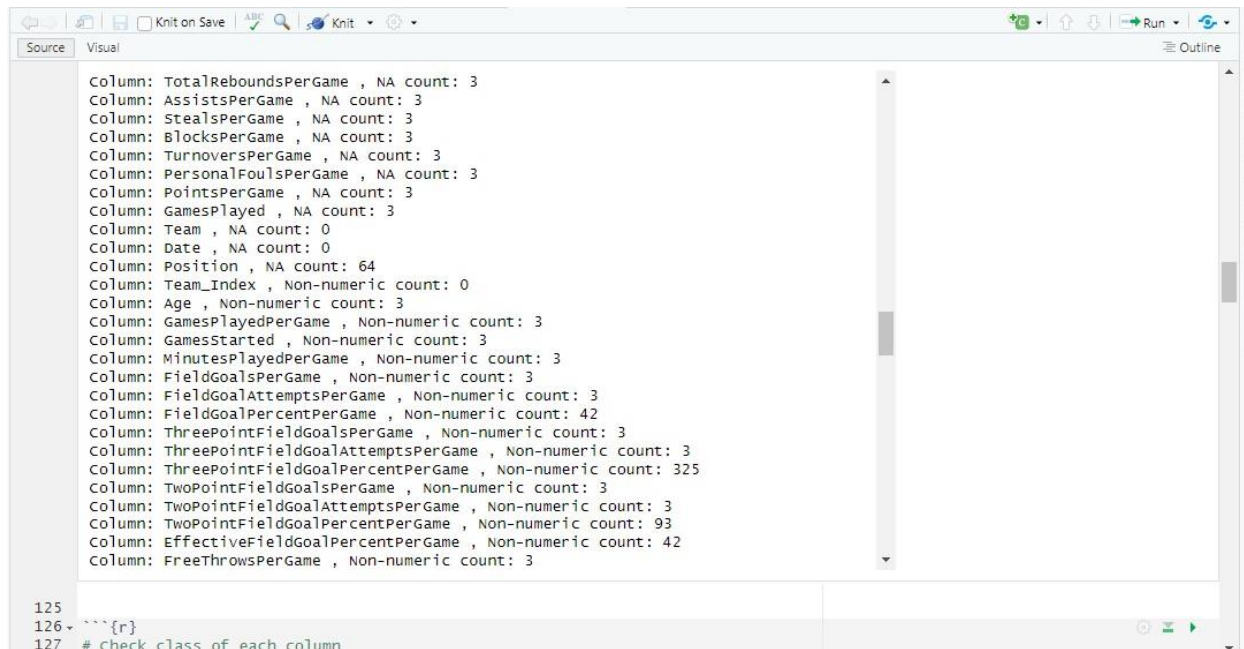 Knit on Save ABC Knit Run
Source Visual Outline
Column: TotalReboundsPerGame , NA count: 3
Column: AssistsPerGame , NA count: 3
Column: StealsPerGame , NA count: 3
Column: BlocksPerGame , NA count: 3
Column: TurnoversPerGame , NA count: 3
Column: PersonalFoulsPerGame , NA count: 3
Column: PointsPerGame , NA count: 3
Column: GamesPlayed , NA count: 3
Column: Team , NA count: 0
Column: Date , NA count: 0
Column: Position , NA count: 64
Column: Team_Index , Non-numeric count: 0
Column: Age , Non-numeric count: 3
Column: GamesPlayedPerGame , Non-numeric count: 3
Column: GamesStarted , Non-numeric count: 3
Column: MinutesPlayedPerGame , Non-numeric count: 3
Column: FieldGoalsPerGame , Non-numeric count: 3
Column: FieldGoalAttemptsPerGame , Non-numeric count: 3
Column: FieldGoalPercentPerGame , Non-numeric count: 42
Column: ThreePointFieldGoalsPerGame , Non-numeric count: 3
Column: ThreePointFieldGoalAttemptsPerGame , Non-numeric count: 3
Column: ThreePointFieldGoalPercentPerGame , Non-numeric count: 325
Column: TwoPointFieldGoalsPerGame , Non-numeric count: 3
Column: TwoPointFieldGoalAttemptsPerGame , Non-numeric count: 3
Column: TwoPointFieldGoalPercentPerGame , Non-numeric count: 93
Column: EffectiveFieldGoalPercentPerGame , Non-numeric count: 42
Column: FreeThrowsPerGame , Non-numeric count: 3
125
126 ```{r}
127 # Check class of each column